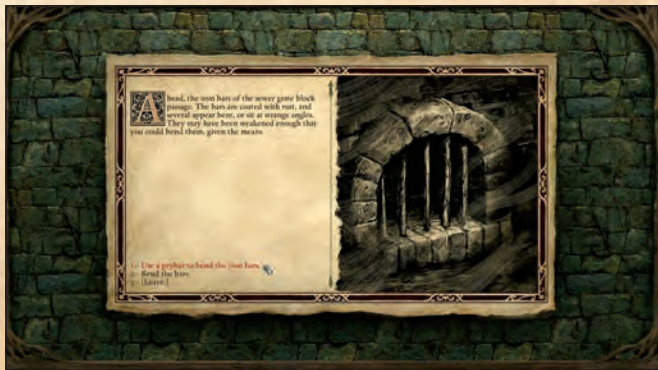 Ahead, the iron bars of the sewer grate block
passage. The bars are coated with rust, and
several appear bent, or sit at strange angles.
They may have been weakened enough that
you could bend them, given the means
1- Use a prybar to bend the iron bars.
2- Bend the bars.
3- [Leave.]